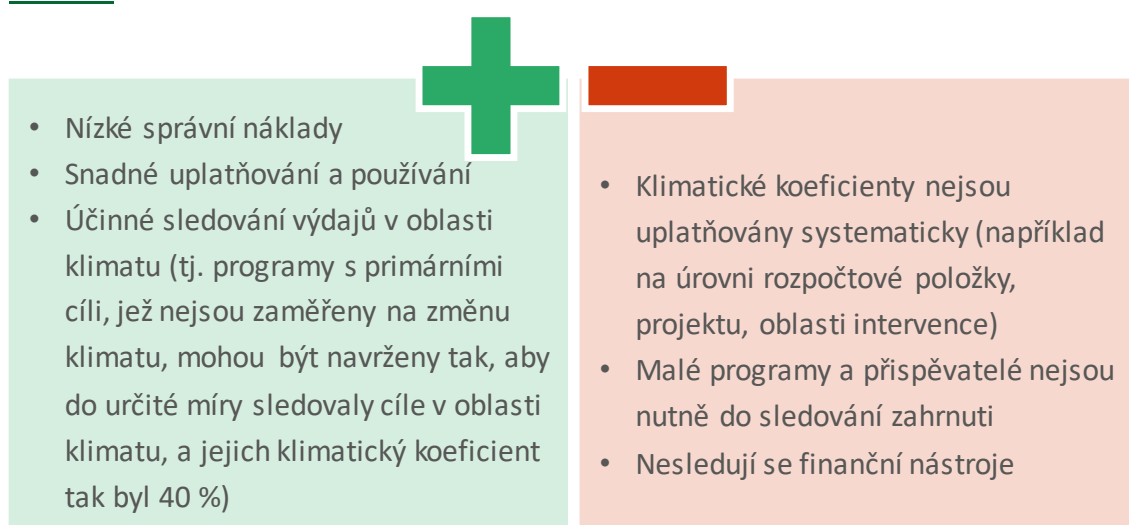 • Nízké správní náklady
• Snadné uplatňování a používání
• Účinné sledování výdajů v oblasti
klimatu (tj. programy s primárními
cíli, jež nejsou zaměřeny na změnu
klimatu, mohou být navrženy tak, aby
do určité míry sledovaly cíle v oblasti
klimatu, a jejich klimatický koeficient
tak byl 40 %)
• Klimatické koeficienty nejsou
uplatňovány systematicky (například
na úrovni rozpočtové položky,
projektu, oblasti intervence)
• Malé programy a přispěvatelé nejsou
nutně do sledování zahrnuti
• Nesledují se finanční nástroje